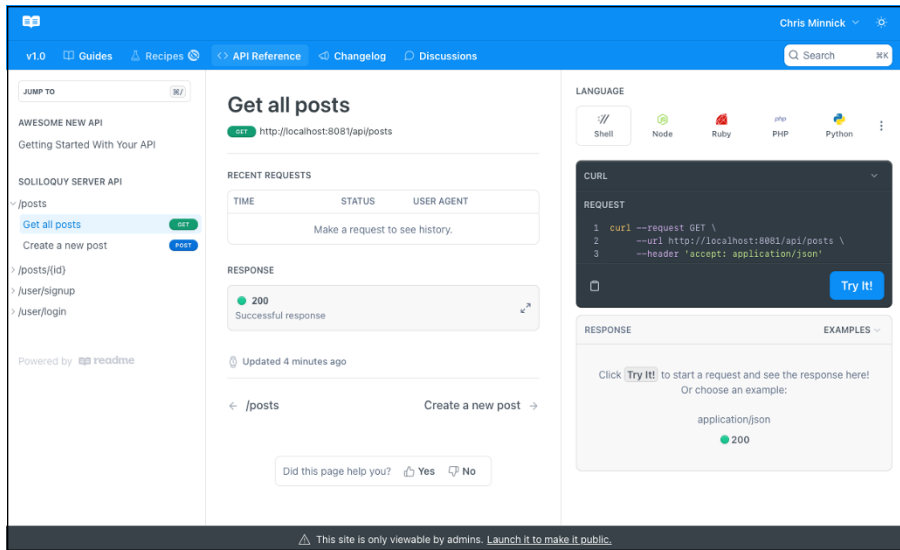 Chris Minnick
v1.0 Guides Recipes API Reference Changelog Discussions Search ⌘K
JUMP TO ⌘/
AWESOME NEW API
Getting Started With Your API
SOLILOQUY SERVER API
/posts
Get all posts GET
Create a new post POST
/posts/{id}
/user/signup
/user/login
Powered by readme
Get all posts
GET http://localhost:8081/api/posts
RECENT REQUESTS
TIME STATUS USER AGENT
Make a request to see history.
RESPONSE
200
Successful response
Updated 4 minutes ago
← /posts Create a new post →
Did this page help you? Yes No
LANGUAGE
Shell Node Ruby php PHP Python
CURL
REQUEST
1 curl --request GET \
2 --url http://localhost:8081/api/posts \
3 --header 'accept: application/json'
Try It!
RESPONSE EXAMPLES
Click Try It! to start a request and see the response here!
Or choose an example:
application/json
200
This site is only viewable by admins. Launch it to make it public.